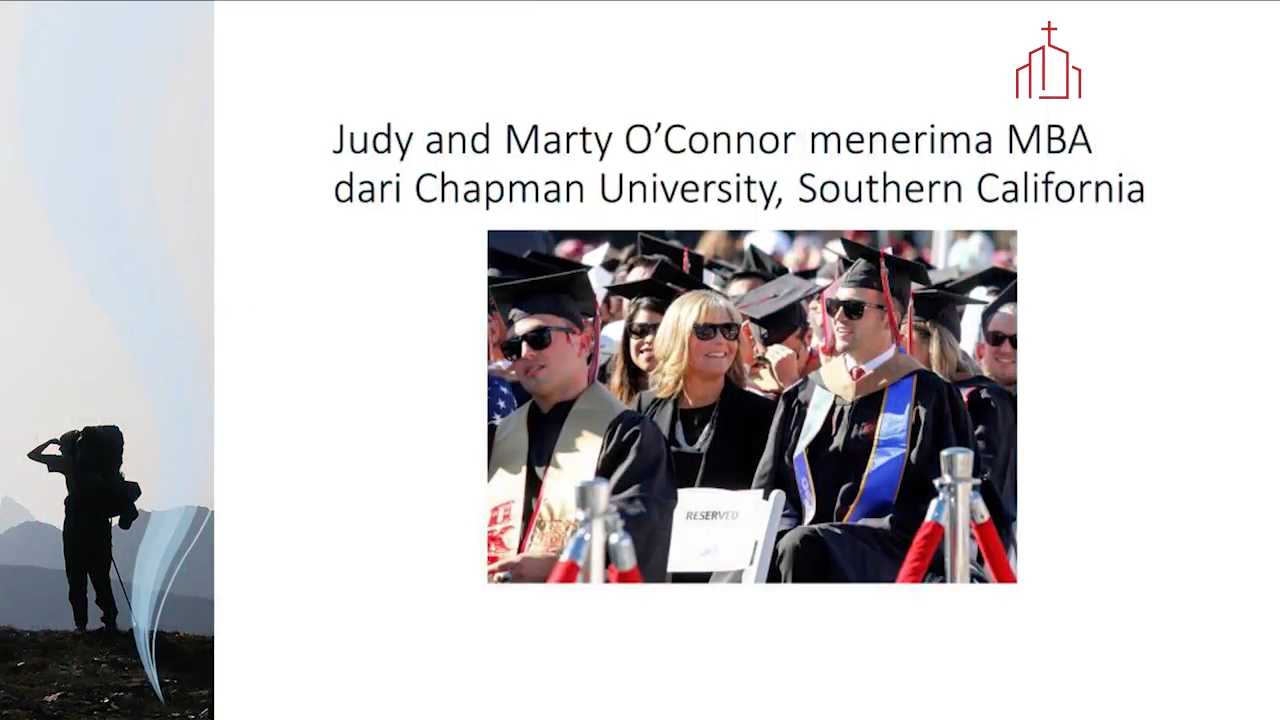 Judy and Marty O’Connor menerima MBA
dari Chapman University, Southern California
RESERVED